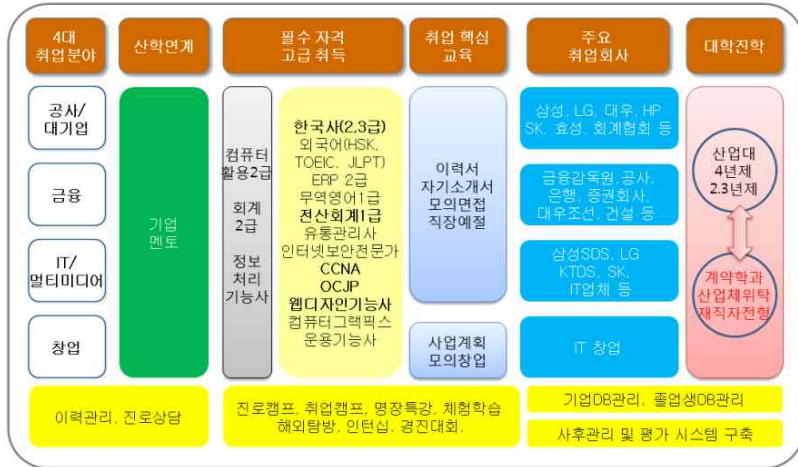 4대
취업분야
산학연계
필수 자격
고급 취득
취업 핵심
교육
주요
취업회사
대학진학
공사/
대기업
금융
IT/
멀티미디어
창업
기업
멘토
컴퓨터
활용2급
회계
2급
정보
처리
기능사
한국사(2,3급)
외국어(HSK,
TOEIC, JLPT)
ERP 2급
무역영어1급
전산회계1급
유통관리사
인터넷보안전문가
CCNA
OCJP
웹디자인기능사
컴퓨터그랙픽스
운용기능사
이력서
자기소개서
모의면접
직장예절
사업계획
모의창업
삼성, LG, 대우, HP
SK, 효성, 회계협회 등
금융감독원, 공사,
은행, 증권회사,
대우조선, 건설 등
삼성SDS, LG
KTDS, SK,
IT업체 등
IT 창업
산업대
4년제
2.3년제
계약학과
산업체위탁
재직자전형
이력관리, 진로상담
진로캠프, 취업캠프, 명장특강, 체험학습
해외탐방, 인턴십, 경진대회,
기업DB관리, 졸업생DB관리
사후관리 및 평가 시스템 구축